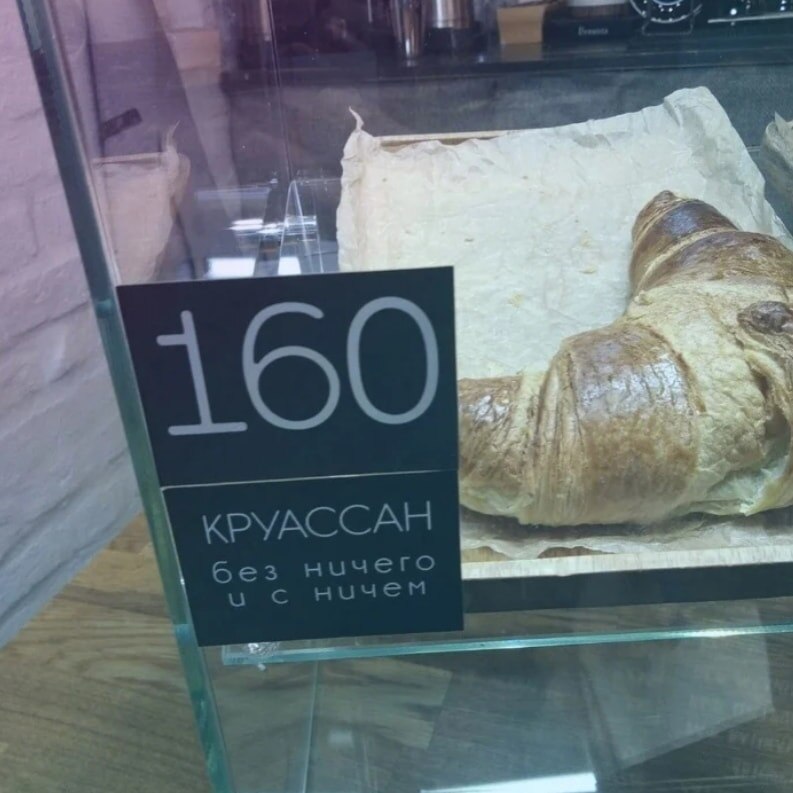 160
КРУАССАН
без ничего
и с ничем